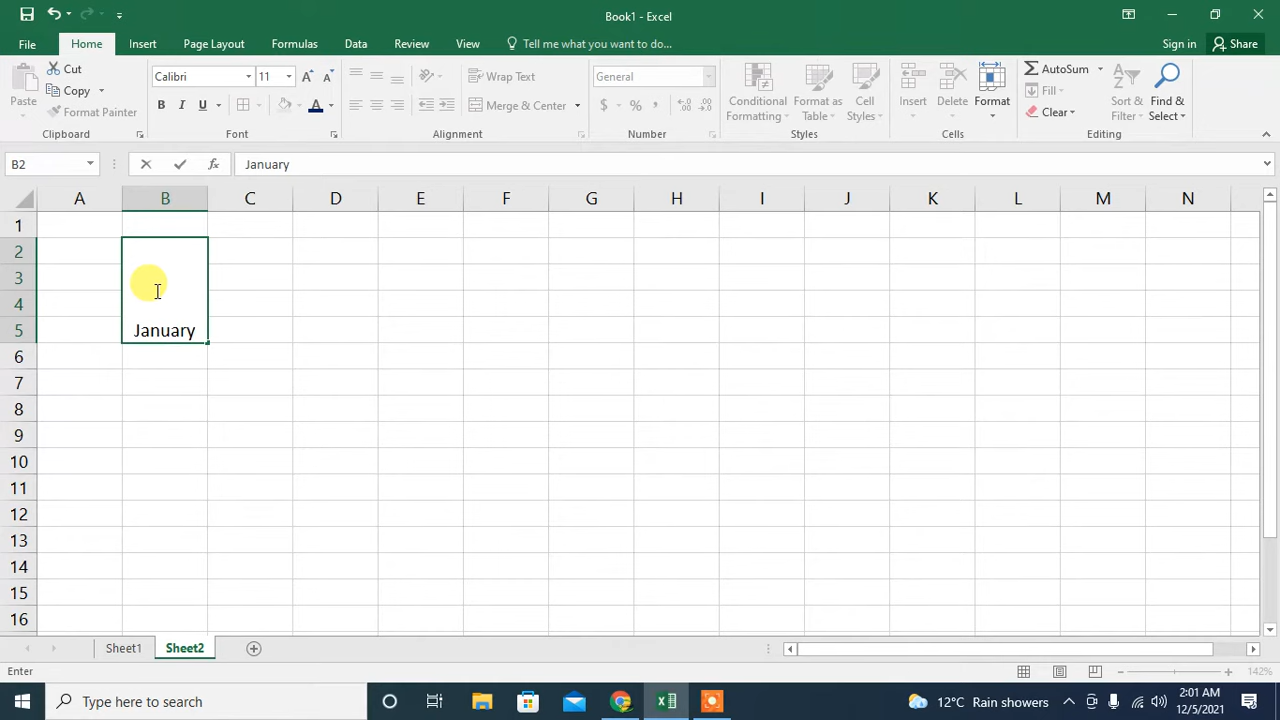 Book1 - Excel
File Home Insert Page Layout Formulas Data Review View Tell me what you want to do... Sign in Share
Paste Cut Copy Format Painter
Clipboard
Calibri 11 A A
B I U A
Font
Wrap Text
Merge & Center
Alignment
General
$ % ,
Number
Conditional Formatting
Formats Table
Cell Styles
Styles
Insert Delete Format
Cells
AutoSum
Fill
Clear
Sort & Filter
Find & Select
Editing
B2 fx January
A B C D E F G H I J K L M N
1
2
3
4
5 January
6
7
8
9
10
11
12
13
14
15
16
Sheet1 Sheet2
Enter 142%
Type here to search 12°C Rain showers 2:01 AM
12/5/2021